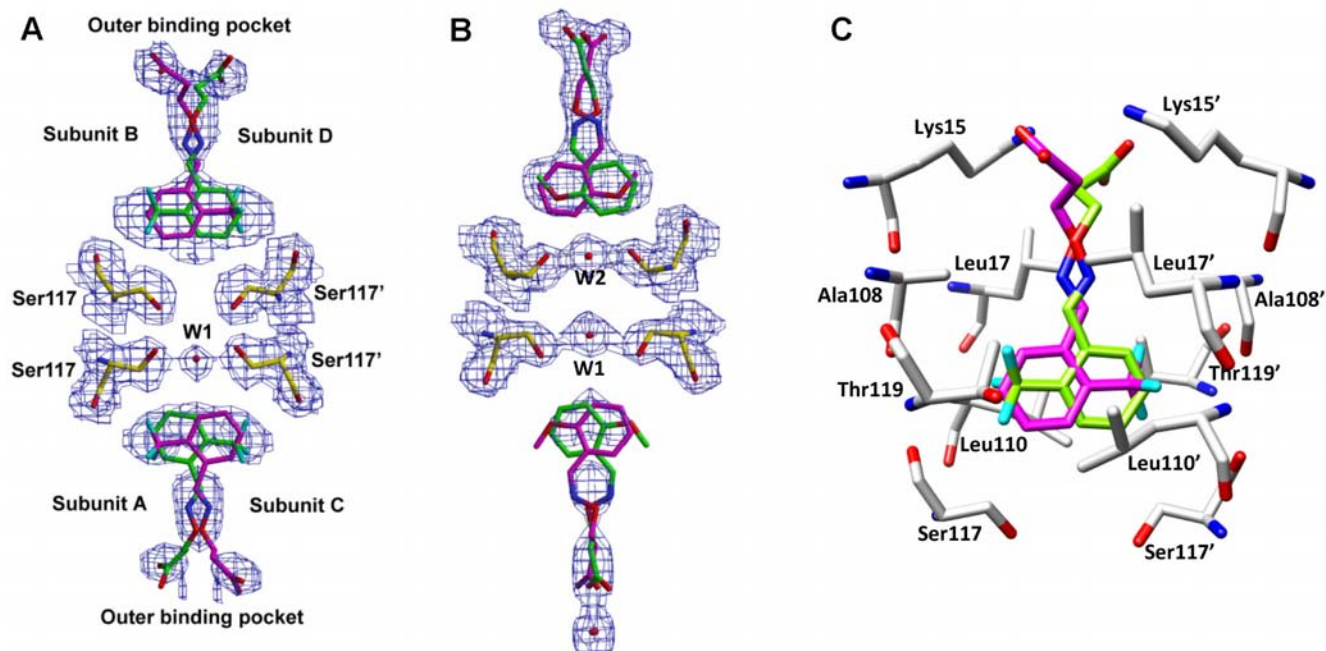 A
Outer binding pocket
Subunit B
Subunit D
Ser117
Ser117’
W1
Ser117
Ser117’
Subunit A
Subunit C
Outer binding pocket
B
W2
W1
C
Lys15
Lys15’
Leu17
Leu17’
Ala108
Ala108’
Thr119
Thr119’
Leu110
Leu110’
Ser117
Ser117’